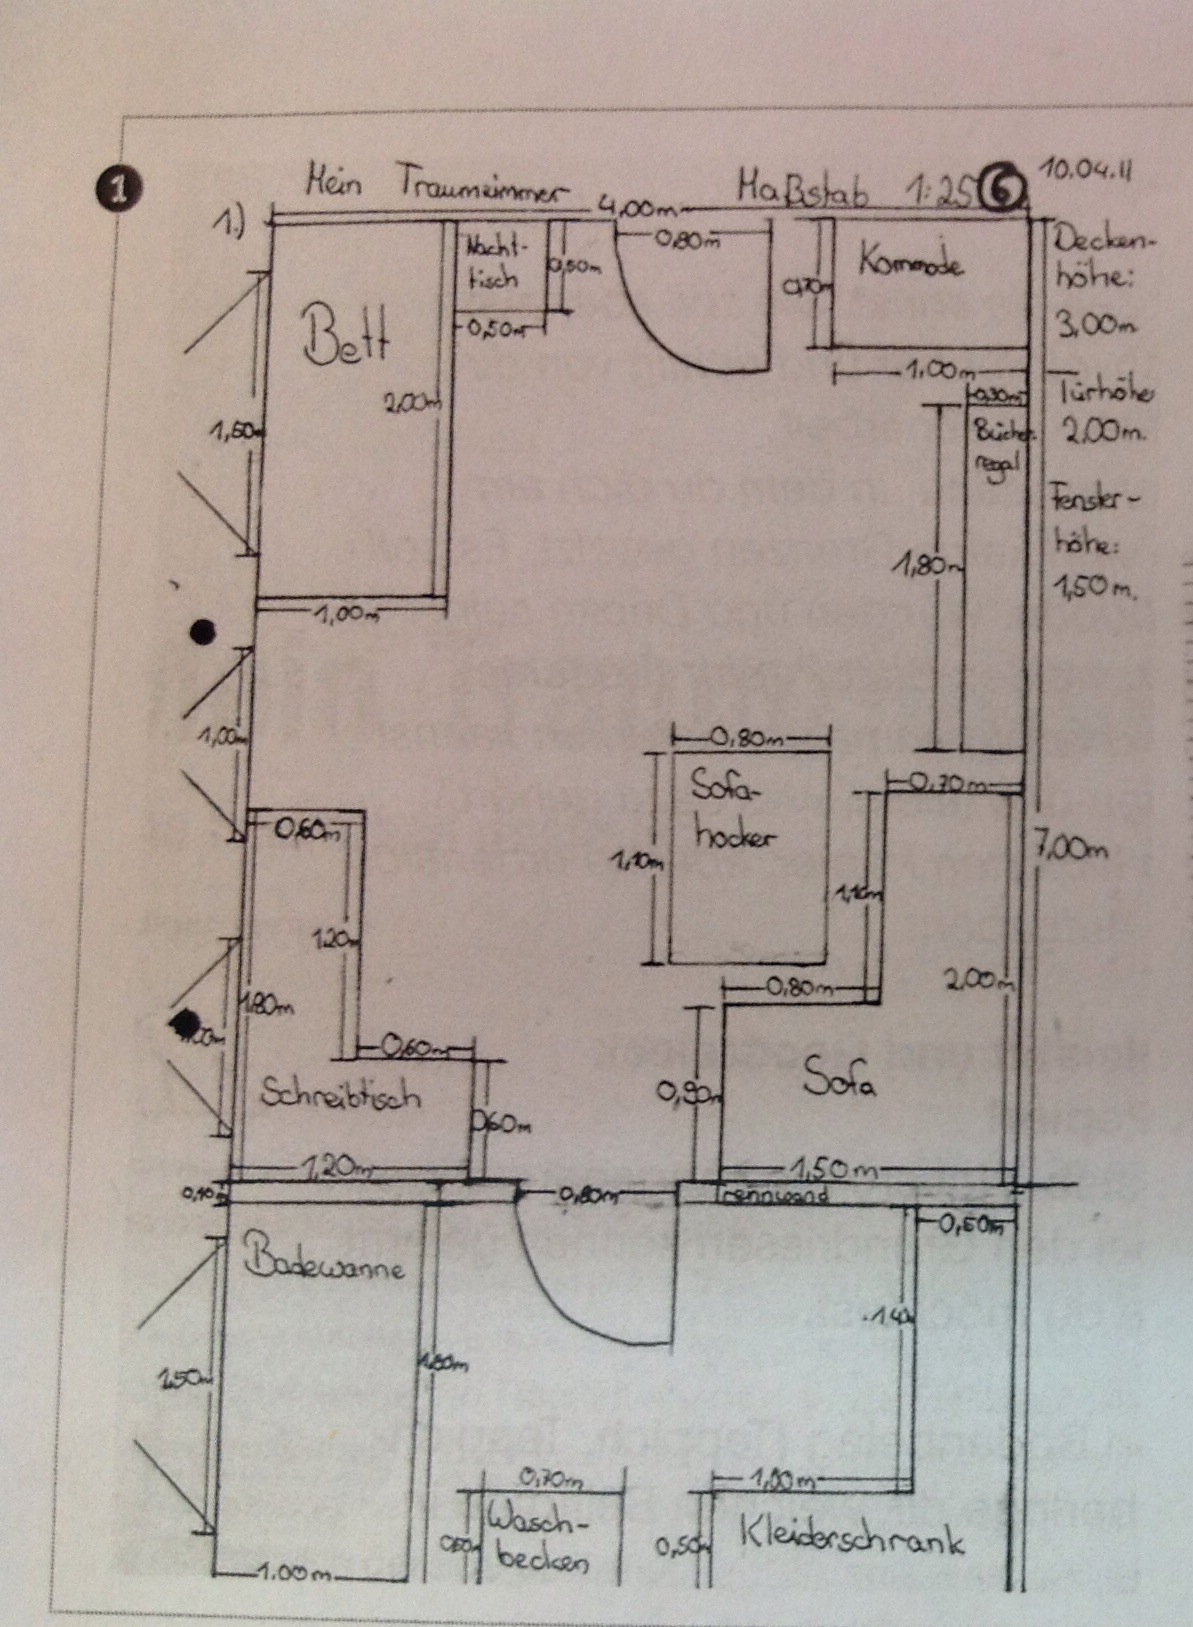 1
Mein Traumzimmer
Maßstab 1:25
6
10.04.11
1.)
4,00m
Nacht-
tisch
0,50m
0,80m
0,70m
Kommode
Decken-
höhe:
3,00m
Bett
0,50m
2,00m
1,00m
0,30m
Türhöhe
2,00m.
1,50m
Bücher
regal
1,80m
Fenster-
höhe:
1,50m.
1,00m
1,00m
0,80m
Sofa-
hocker
0,70m
0,60m
1,10m
1,10m
7,00m
1,20m
0,80m
2,00m
1,80m
0,60m
Schreibtisch
0,60m
Sofa
1,20m
1,50m
0,10m
0,80m
Trennwand
0,50m
Badewanne
1,40
1,50m
1,80m
0,70m
1,00m
Wasch-
becken
0,50m
Kleiderschrank
1,00m